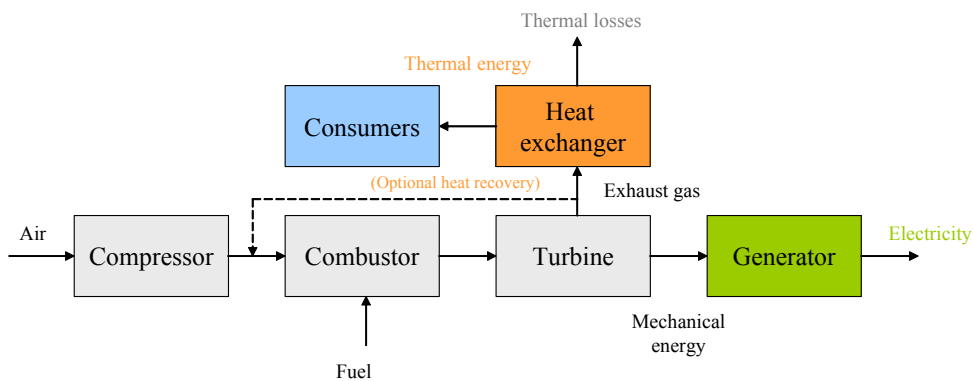 Thermal losses
Thermal energy
Consumers
Heat
exchanger
(Optional heat recovery)
Exhaust gas
Air
Compressor
Combustor
Turbine
Generator
Electricity
Mechanical
energy
Fuel